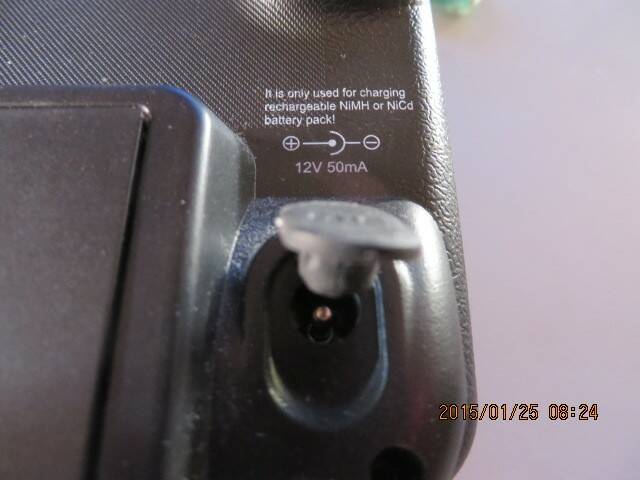 It is only used for charging
rechargeable NiMH or NiCd
battery pack!
12V 50mA
2015/01/25 08:24